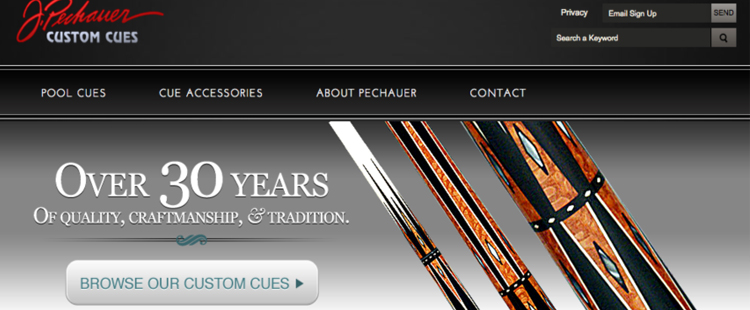 J. Pechauer
CUSTOM CUES
Privacy
Email Sign Up
SEND
Search a Keyword
POOL CUES
CUE ACCESSORIES
ABOUT PECHAUER
CONTACT
OVER 30 YEARS
OF QUALITY, CRAFTMANSHIP, & TRADITION.
BROWSE OUR CUSTOM CUES